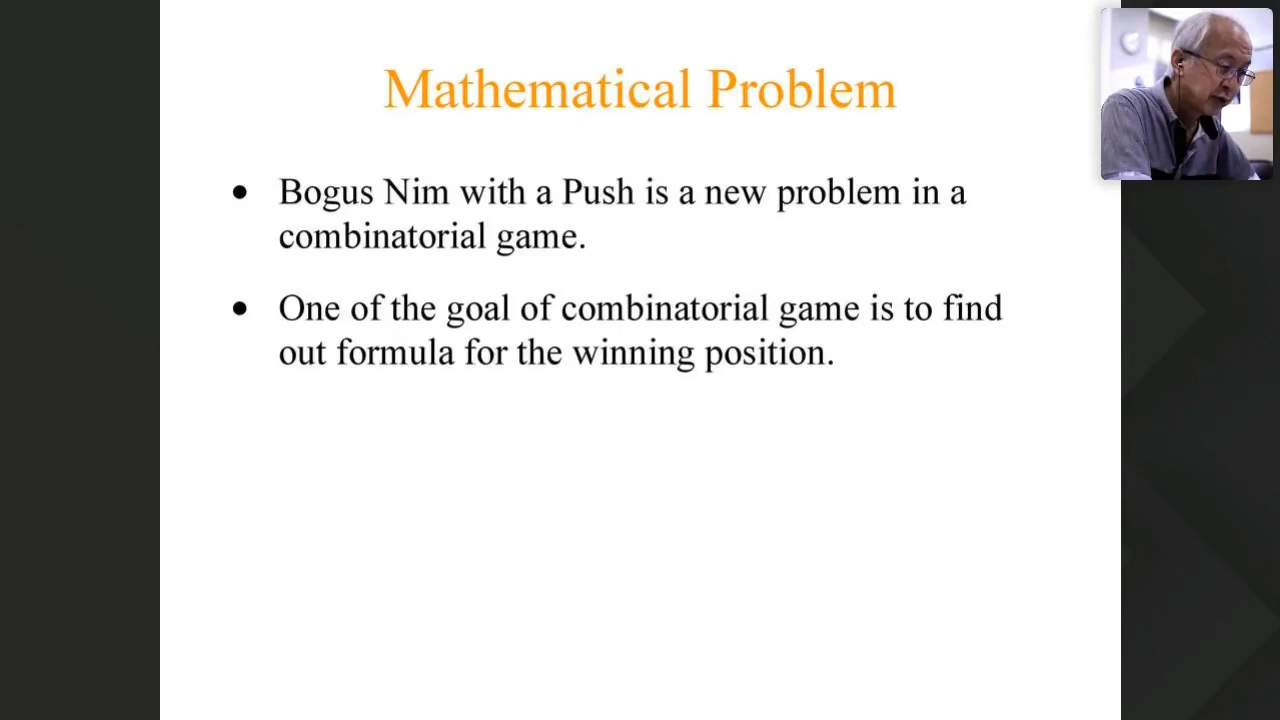 Mathematical Problem
• Bogus Nim with a Push is a new problem in a
combinatorial game.
• One of the goal of combinatorial game is to find
out formula for the winning position.